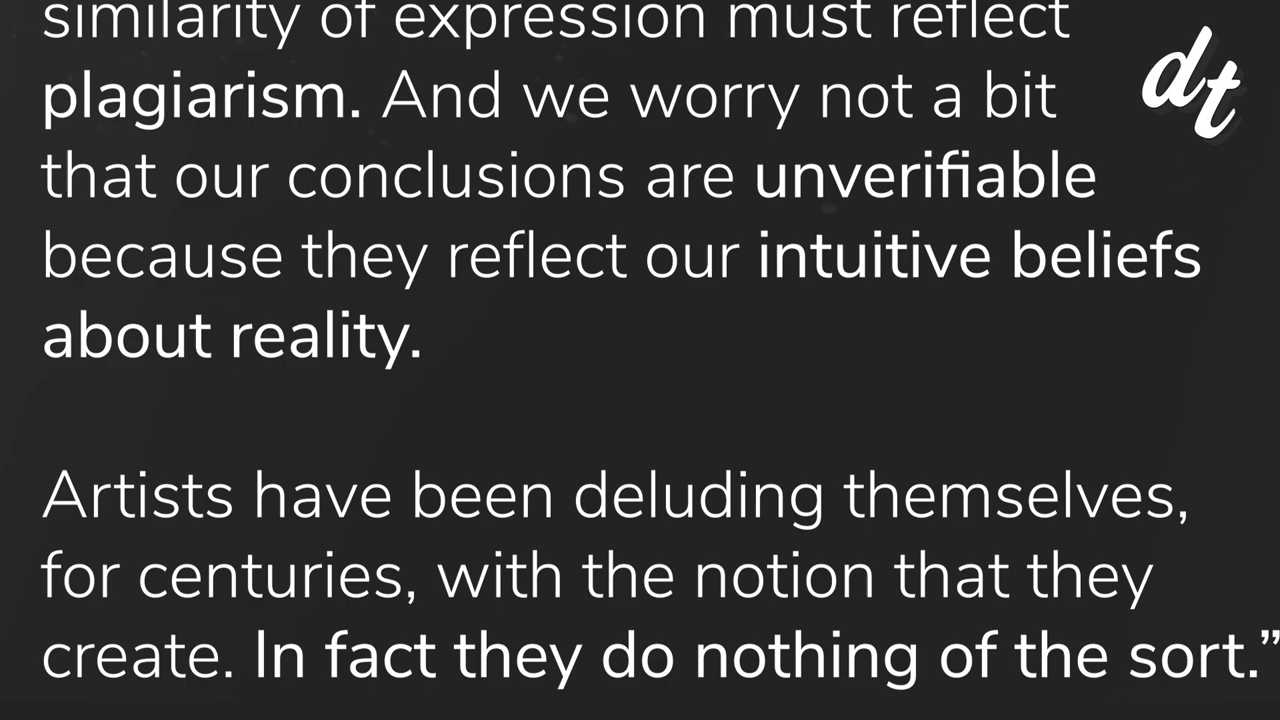 similarity of expression must reflect
plagiarism. And we worry not a bit
that our conclusions are unverifiable
because they reflect our intuitive beliefs
about reality.
Artists have been deluding themselves,
for centuries, with the notion that they
create. In fact they do nothing of the sort.”
dt